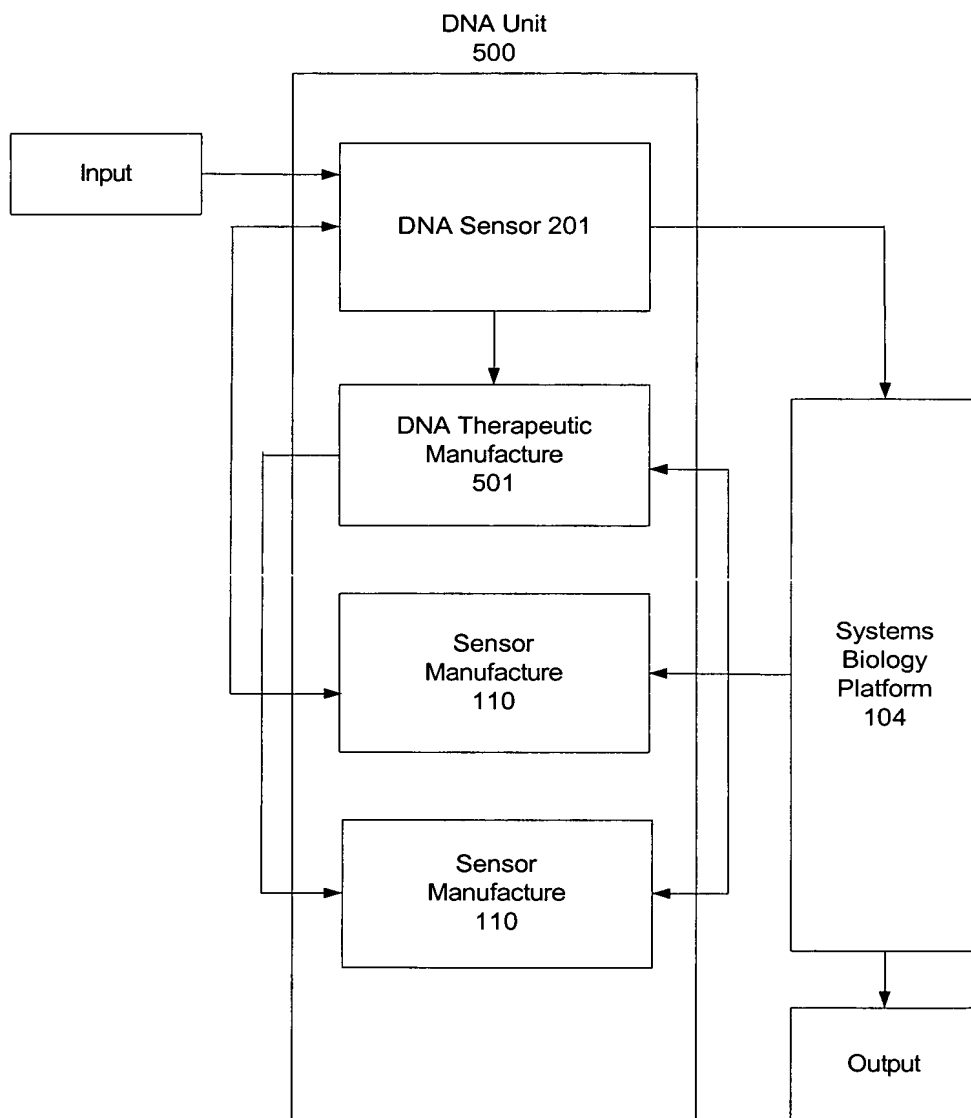 DNA Unit
500
Input
DNA Sensor 201
DNA Therapeutic
Manufacture
501
Sensor
Manufacture
110
Systems
Biology
Platform
104
Sensor
Manufacture
110
Output